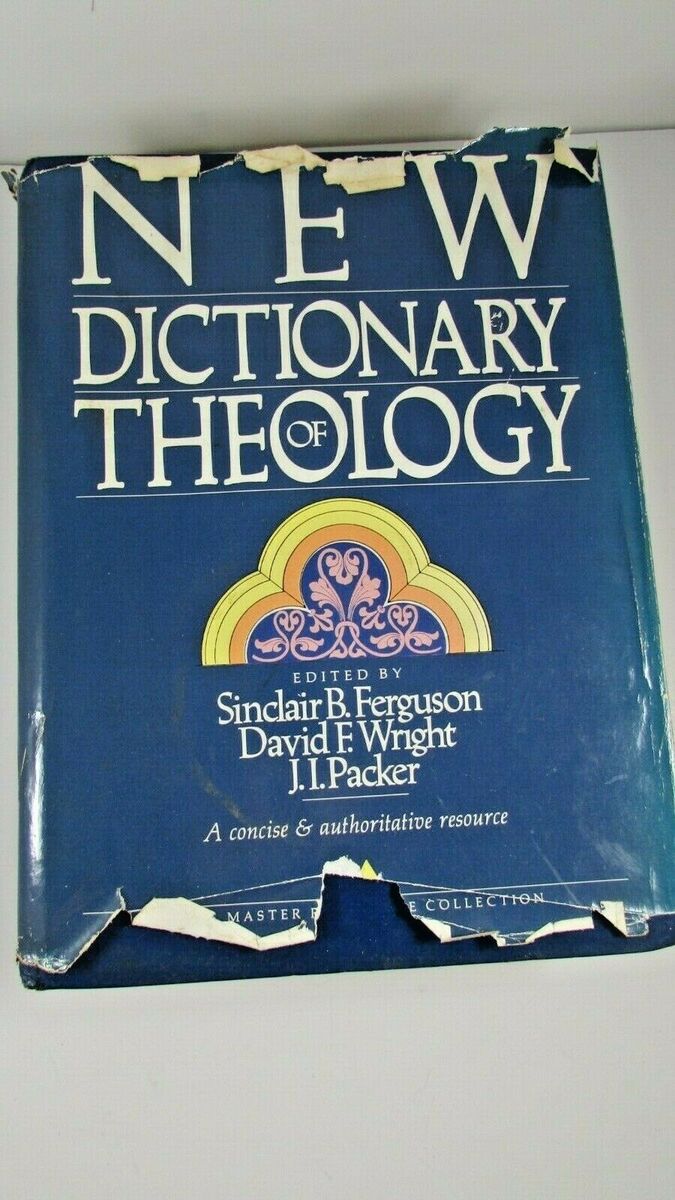 NEW
DICTIONARY
OF
THEOLOGY
EDITED BY
Sinclair B. Ferguson
David F. Wright
J.I. Packer
A concise & authoritative resource
MASTER COLLECTION